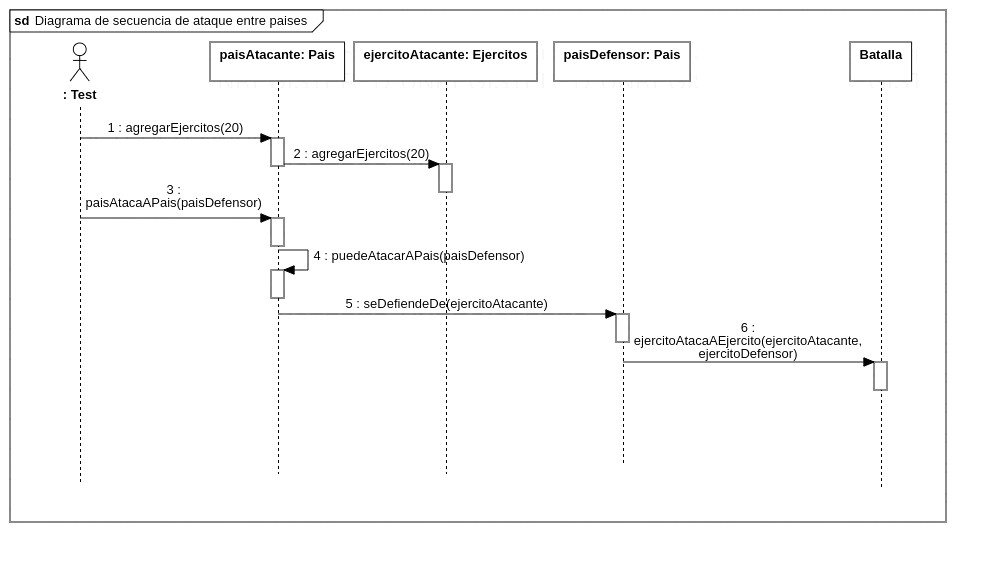 sd Diagrama de secuencia de ataque entre paises
paisAtacante: Pais
ejercitoAtacante: Ejercitos
paisDefensor: Pais
Batalla
: Test
1 : agregarEjercitos(20)
2 : agregarEjercitos(20)
3 :
paisAtacaAPais(paisDefensor)
4 : puedeAtacarAPais(paisDefensor)
5 : seDefiendeDe(ejercitoAtacante)
6 :
ejercitoAtacaAEjercito(ejercitoAtacante,
ejercitoDefensor)